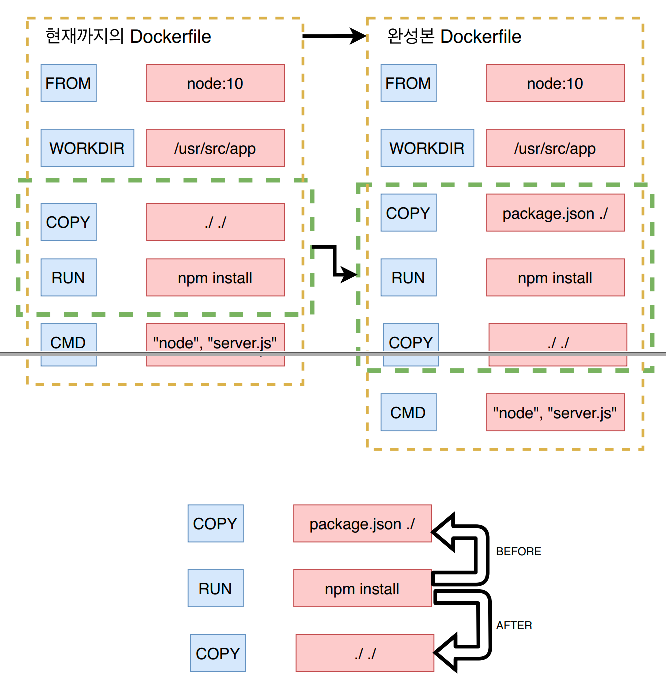 현재까지의 Dockerfile
FROM node:10
WORKDIR /usr/src/app
COPY ./ ./
RUN npm install
CMD "node", "server.js"
완성본 Dockerfile
FROM node:10
WORKDIR /usr/src/app
COPY package.json ./
RUN npm install
COPY ./ ./
CMD "node", "server.js"
COPY package.json ./
BEFORE
RUN npm install
AFTER
COPY ./ ./